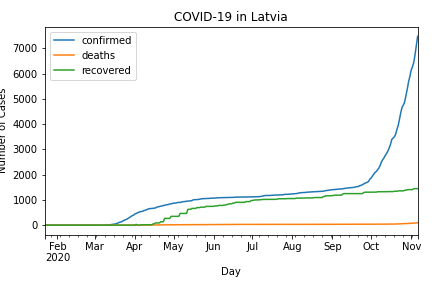 COVID-19 in Latvia
confirmed
deaths
recovered
Number of Cases
7000
6000
5000
4000
3000
2000
1000
0
Feb Mar Apr May Jun Jul Aug Sep Oct Nov
2020
Day